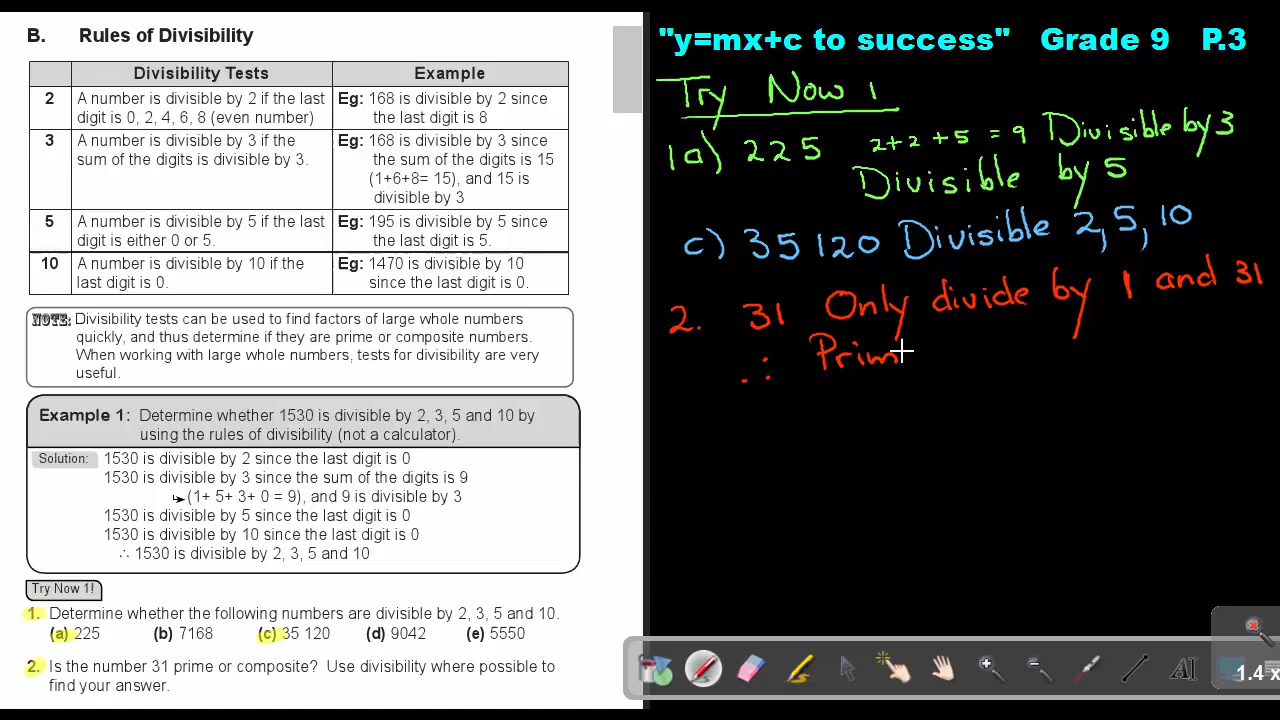 B. Rules of Divisibility
Divisibility Tests Example
2 A number is divisible by 2 if the last digit is 0, 2, 4, 6, 8 (even number) Eg: 168 is divisible by 2 since the last digit is 8
3 A number is divisible by 3 if the sum of the digits is divisible by 3. Eg: 168 is divisible by 3 since the sum of the digits is 15 (1+6+8= 15), and 15 is divisible by 3
5 A number is divisible by 5 if the last digit is either 0 or 5. Eg: 195 is divisible by 5 since the last digit is 5.
10 A number is divisible by 10 if the last digit is 0. Eg: 1470 is divisible by 10 since the last digit is 0.
NOTE: Divisibility tests can be used to find factors of large whole numbers
quickly, and thus determine if they are prime or composite numbers.
When working with large whole numbers, tests for divisibility are very
useful.
Example 1: Determine whether 1530 is divisible by 2, 3, 5 and 10 by
using the rules of divisibility (not a calculator).
Solution: 1530 is divisible by 2 since the last digit is 0
1530 is divisible by 3 since the sum of the digits is 9
(1+ 5+ 3+ 0 = 9), and 9 is divisible by 3
1530 is divisible by 5 since the last digit is 0
1530 is divisible by 10 since the last digit is 0
∴ 1530 is divisible by 2, 3, 5 and 10
Try Now 1!
1. Determine whether the following numbers are divisible by 2, 3, 5 and 10.
(a) 225 (b) 7168 (c) 35 120 (d) 9042 (e) 5550
2. Is the number 31 prime or composite? Use divisibility where possible to
find your answer.
"y=mx+c to success" Grade 9 P.3
Try Now 1
1a) 225 2+2+5 = 9 Divisible by 3
Divisible by 5
c) 35 120 Divisible 2, 5, 10
2. 31 Only divide by 1 and 31
∴ Prim
1.4 x